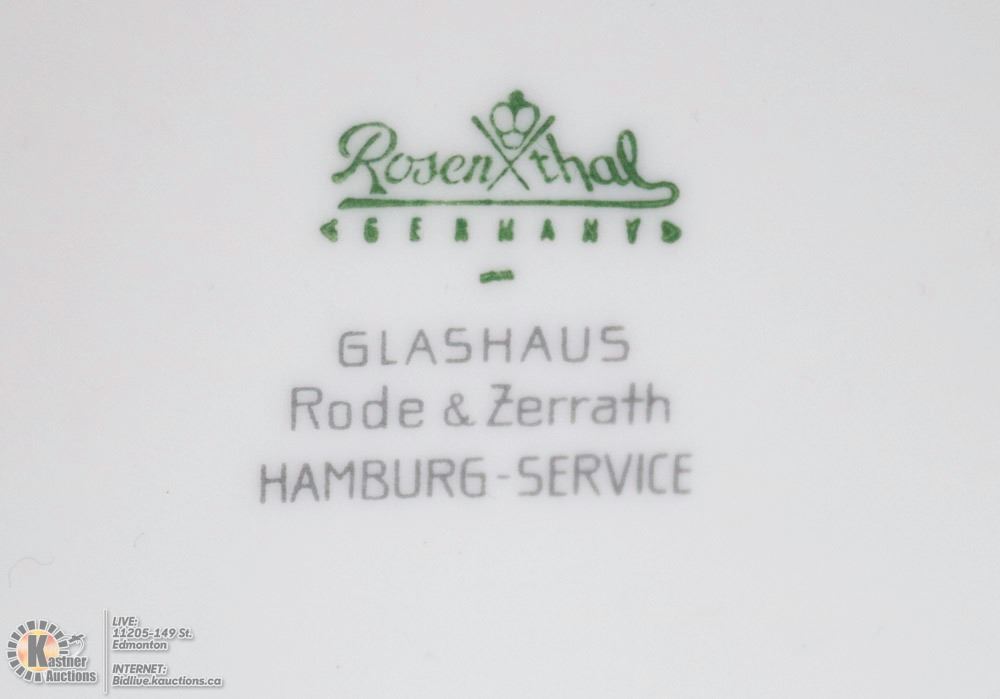 Rosenthal
GERMANY
GLASHAUS
Rode & Zerrath
HAMBURG-SERVICE
Kastner
Auctions
LIVE:
11205-149 St.
Edmonton
INTERNET:
Bidlive.kauctions.ca